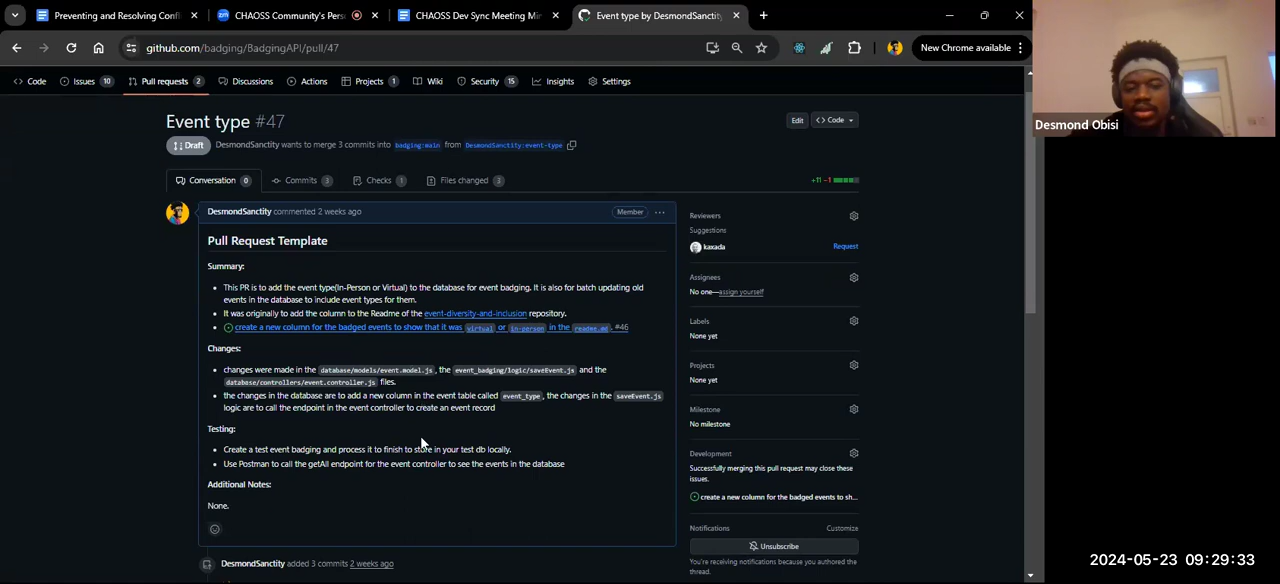 Preventing and Resolving Confl
CHAOSS Community's Pers
CHAOSS Dev Sync Meeting Min
Event type by DesmondSanctity
github.com/badging/BadgingAPI/pull/47
New Chrome available
Code
Issues 10
Pull requests 2
Discussions
Actions
Projects 1
Wiki
Security 15
Insights
Settings
Desmond Obisi
Event type #47
Edit
Code
Draft
DesmondSanctity wants to merge 3 commits into badging:main from DesmondSanctity:event-type
Conversation 0
Commits 3
Checks 1
Files changed 3
+11 −1
DesmondSanctity commented 2 weeks ago
Member
Pull Request Template
Summary:
This PR is to add the event type(In-Person or Virtual) to the database for event badging. It is also for batch updating old
events in the database to include event types for them.
It was originally to add the column to the Readme of the event-diversity-and-inclusion repository.
create a new column for the badged events to show that it was virtual or in-person in the readme.md. #46
Changes:
changes were made in the database/models/event.model.js, the event_badging/logic/saveEvent.js and the
database/controllers/event.controller.js files.
the changes in the database are to add a new column in the event table called event_type, the changes in the saveEvent.js
logic are to call the endpoint in the event controller to create an event record
Testing:
Create a test event badging and process it to finish to store in your test db locally.
Use Postman to call the getAll endpoint for the event controller to see the events in the database
Additional Notes:
None.
DesmondSanctity added 3 commits 2 weeks ago
Reviewers
Suggestions
kaxada
Request
Assignees
No one—assign yourself
Labels
None yet
Projects
None yet
Milestone
No milestone
Development
Successfully merging this pull request may close these
issues.
create a new column for the badged events to sh...
Notifications
Customize
Unsubscribe
You're receiving notifications because you authored the
thread.
2024-05-23 09:29:33